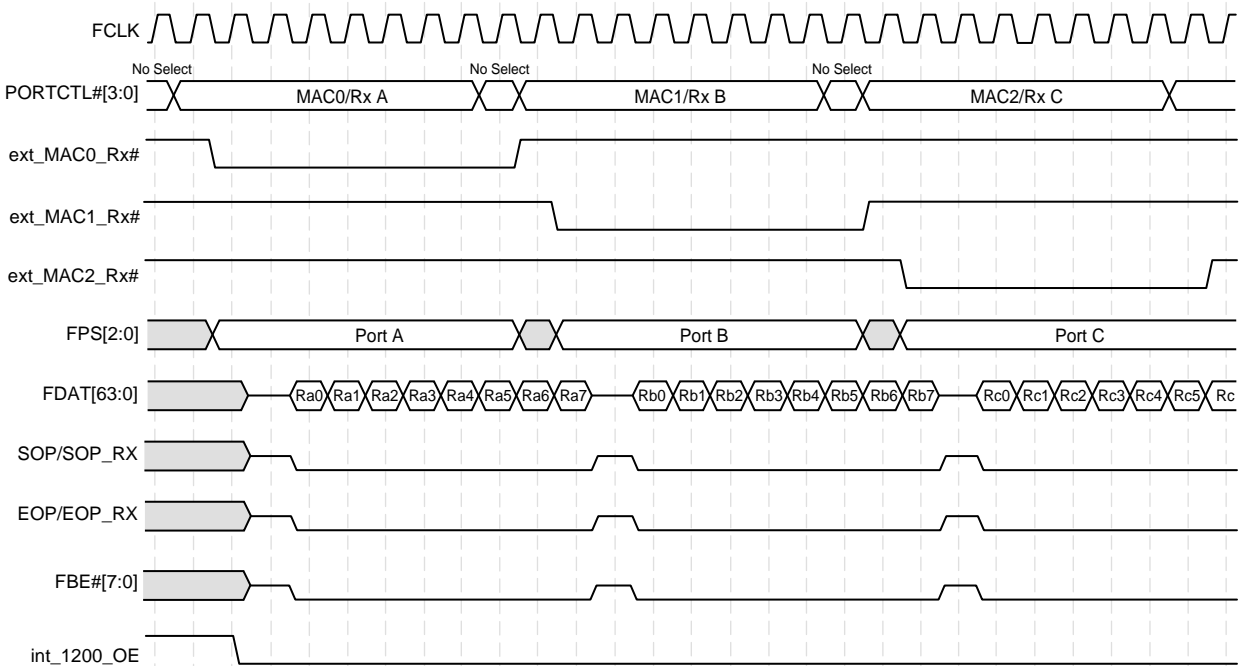 FCLK
No Select No Select No Select
PORTCTL#[3:0] MAC0/Rx A MAC1/Rx B MAC2/Rx C
ext_MAC0_Rx#
ext_MAC1_Rx#
ext_MAC2_Rx#
FPS[2:0] Port A Port B Port C
FDAT[63:0] Ra0 Ra1 Ra2 Ra3 Ra4 Ra5 Ra6 Ra7 Rb0 Rb1 Rb2 Rb3 Rb4 Rb5 Rb6 Rb7 Rc0 Rc1 Rc2 Rc3 Rc4 Rc5 Rc
SOP/SOP_RX
EOP/EOP_RX
FBE#[7:0]
int_1200_OE